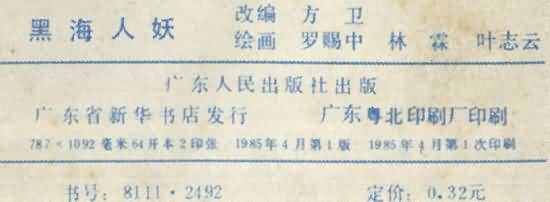 黑海人妖 改编 方 卫
绘画 罗赐中 林霖 叶志云
广东人民出版社出版
广东省新华书店发行 广东粤北印刷厂印刷
787×1092毫米64开本2印张 1985年4月第1版 1985年4月第1次印刷
书号：8111·2492 定价：0.32元